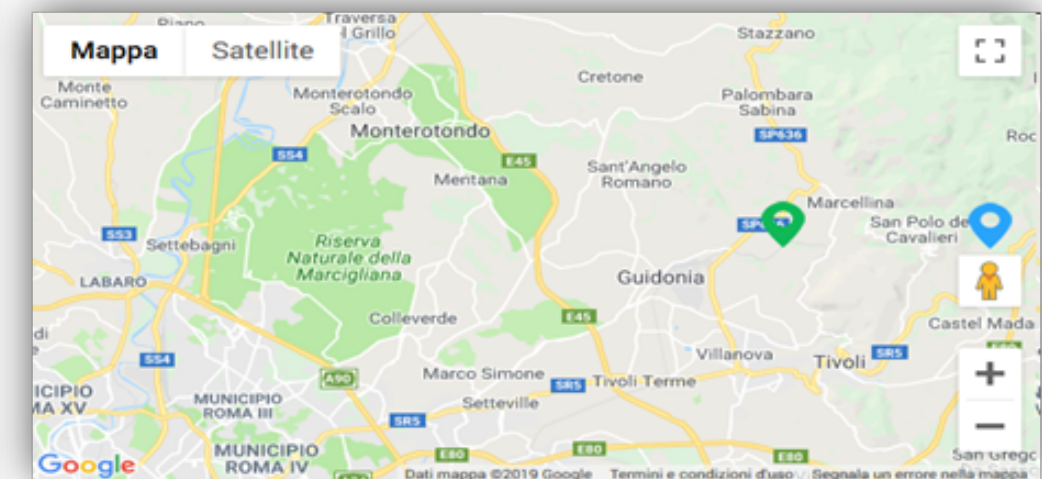 Mappa
Satellite
Traversa
Stazzano
Monte
Caminetto
Cretone
Monterotondo
Scalo
Palombara
Sabina
Monterotondo
SP636
SS4
E45
Sant'Angelo
Romano
Mentana
Marcellina
San Polo de
Cavalieri
SS3
Settebagni
Riserva
Naturale della
Marcigliana
LABARO
Guidonia
Colleverde
E45
Castel Mada
SS4
Villanova
Tivoli
SR5
Marco Simone
SR5
Tivoli Terme
A90
MUNICIPIO
ROMA III
Setteville
SR5
MUNICIPIO
ROMA IV
E80
E80
E80
Google
Dati mappa ©2019 Google
Termini e condizioni d'uso
Segnala un errore nella mappa